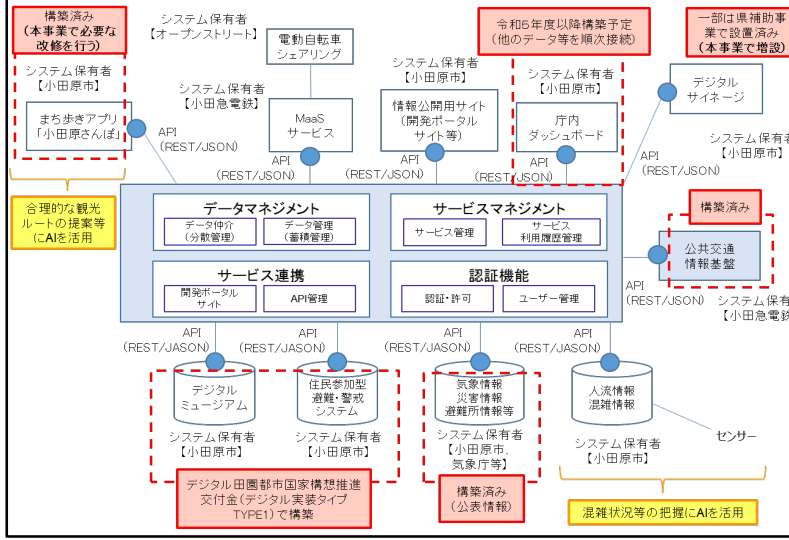 構築済み
(本事業で必要な
改修を行う)
システム保有者
【オープンストリート】
電動自転車
シェアリング
令和5年度以降構築予定
(他のデータ等を順次接続)
一部は県補助事
業で設置済み
(本事業で増設)
システム保有者
【小田原市】
まち歩きアプリ
「小田原さんぽ」
API
(REST/JSON)
システム保有者
【小田急電鉄】
MaaS
サービス
API
(REST/JSON)
システム保有者
【小田原市】
情報公開用サイト
(開発ポータル
サイト等)
API
(REST/JSON)
システム保有者
【小田原市】
庁内
ダッシュボード
API
(REST/JSON)
デジタル
サイネージ
システム保有者
【小田原市】
API
(REST/JSON)
合理的な観光
ルートの提案等
にAIを活用
データマネジメント
データ仲介
(分散管理)
データ管理
(蓄積管理)
サービスマネジメント
サービス管理
サービス
利用履歴管理
サービス連携
開発ポータル
サイト
API管理
認証機能
認証・許可
ユーザー管理
構築済み
公共交通
情報基盤
API
(REST/JSON)
システム保有
【小田急電鉄
API
(REST/JASON)
API
(REST/JASON)
API
(REST/JASON)
API
(REST/JASON)
デジタル
ミュージアム
住民参加型
避難・警戒
システム
気象情報
災害情報
避難所情報等
人流情報
混雑情報
センサー
システム保有者
【小田原市】
システム保有者
【小田原市】
システム保有者
【小田原市、
気象庁等】
システム保有者
【小田原市】
デジタル田園都市国家構想推進
交付金(デジタル実装タイプ
TYPE1)で構築
構築済み
(公表情報)
混雑状況等の把握にAIを活用